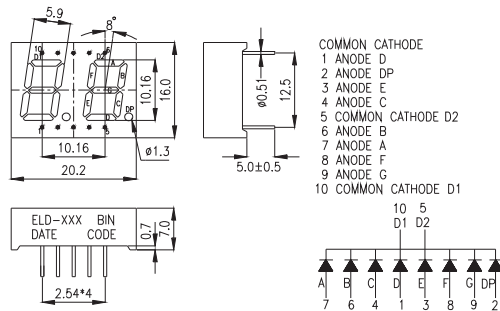 5.9
8°
10
D1
D2
6
A
F
B
G
E
C
D
DP
1
5
10.16
16.0
10.16
ø1.3
20.2
ø0.51
12.5
5.0±0.5
COMMON CATHODE
1 ANODE D
2 ANODE DP
3 ANODE E
4 ANODE C
5 COMMON CATHODE D2
6 ANODE B
7 ANODE A
8 ANODE F
9 ANODE G
10 COMMON CATHODE D1
ELD-XXX BIN
DATE CODE
0.7
7.0
2.54*4
10 5
D1 D2
A B C D E F G DP
7 6 4 1 3 8 9 2